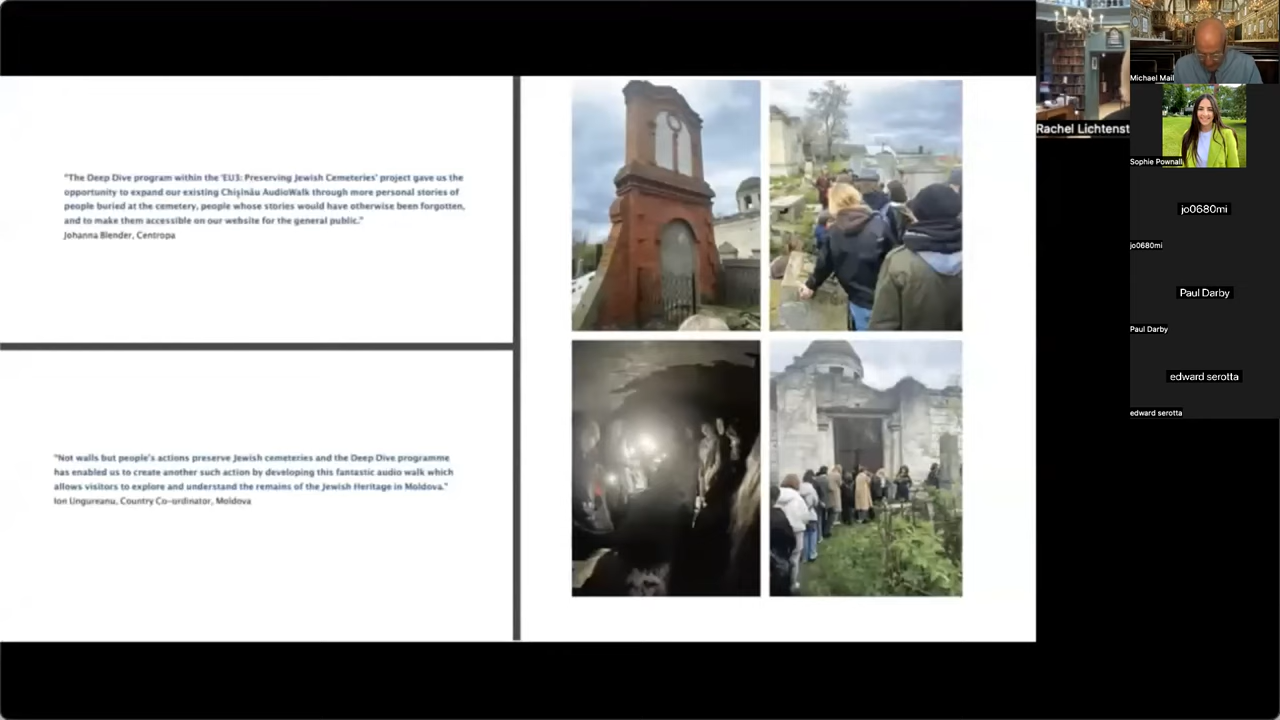 "The Deep Dive program within the 'EU3: Preserving Jewish Cemeteries' project gave us the
opportunity to expand our existing Chișinău AudioWalk through more personal stories of
people buried at the cemetery, people whose stories would have otherwise been forgotten,
and to make them accessible on our website for the general public."
Johanna Blender, Centropa
"Not walls but people's actions preserve Jewish cemeteries and the Deep Dive programme
has enabled us to create another such action by developing this fantastic audio walk which
allows visitors to explore and understand the remains of the Jewish Heritage in Moldova."
Ion Ungureanu, Country Co-ordinator, Moldova
Rachel Lichtenst
Michael Mail
Sophie Pownall
jo0680mi
jo0680mi
Paul Darby
Paul Darby
edward serotta
edward serotta